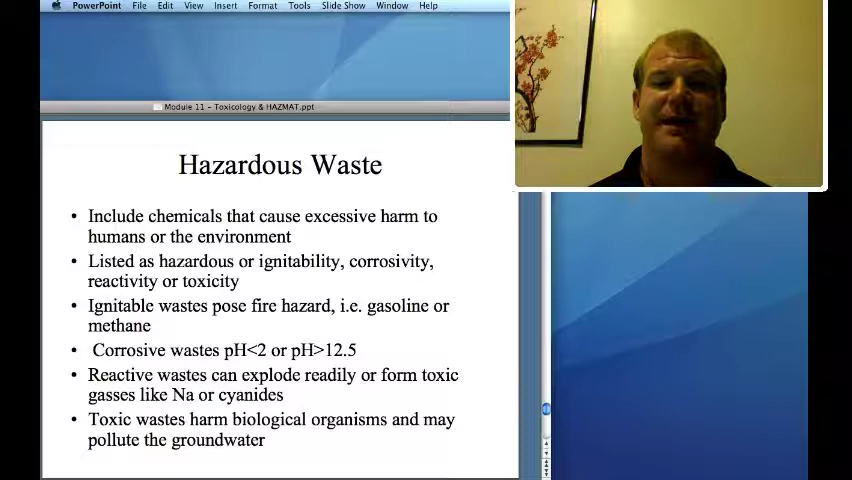 PowerPoint File Edit View Insert Format Tools Slide Show Window Help
Module 11 – Toxicology & HAZMAT.ppt
Hazardous Waste
• Include chemicals that cause excessive harm to
humans or the environment
• Listed as hazardous or ignitability, corrosivity,
reactivity or toxicity
• Ignitable wastes pose fire hazard, i.e. gasoline or
methane
• Corrosive wastes pH<2 or pH>12.5
• Reactive wastes can explode readily or form toxic
gasses like Na or cyanides
• Toxic wastes harm biological organisms and may
pollute the groundwater